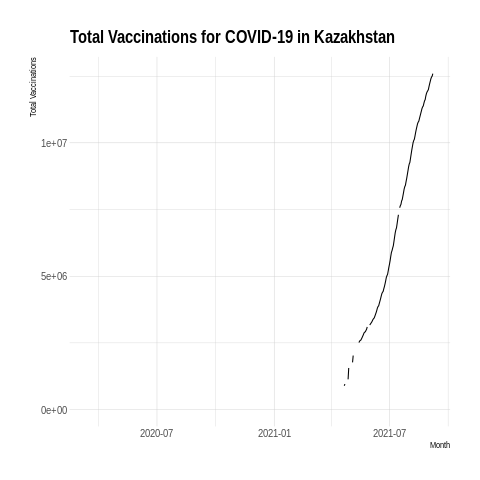 Total Vaccinations for COVID-19 in Kazakhstan
Total Vaccinations
1e+07
5e+06
0e+00
2020-07 2021-01 2021-07
Month